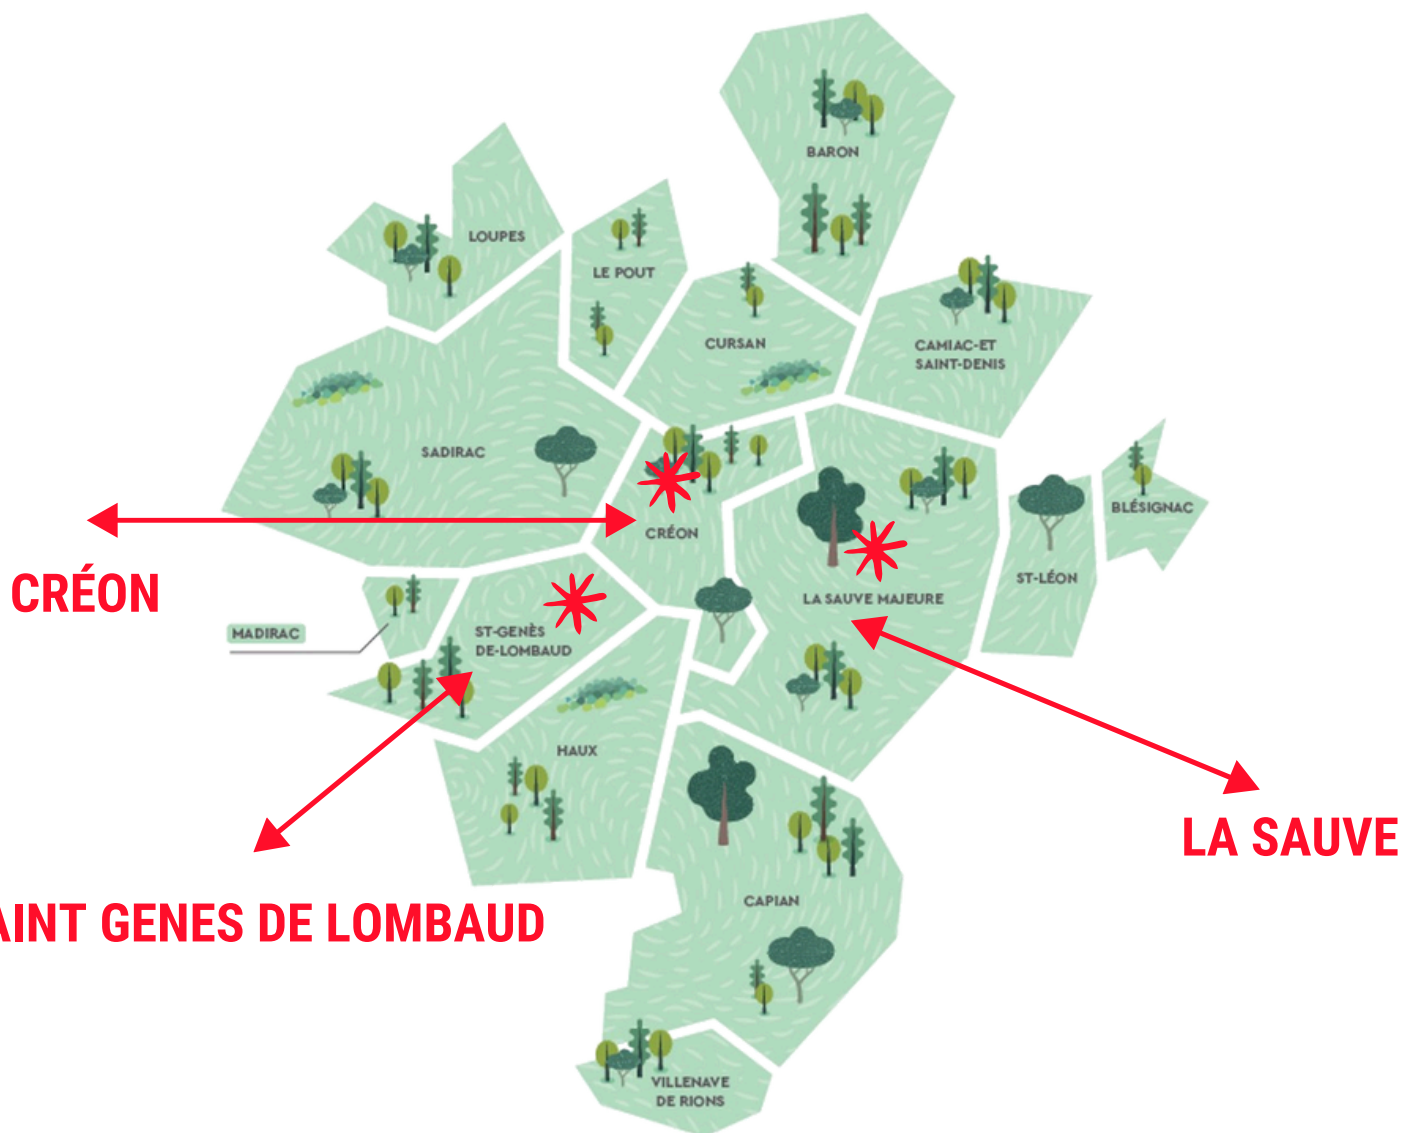 BARON
LOUPES
LE POUT
CURSAN
CAMIAC-ET
SAINT-DENIS
SADIRAC
BLÉSIGNAC
CRÉON
ST-LÉON
CRÉON
LA SAUVE MAJEURE
MADIRAC
ST-GENÈS
DE-LOMBAUD
HAUX
LA SAUVE
CAPIAN
AINT GENES DE LOMBAUD
VILLENAVE
DE RIONS